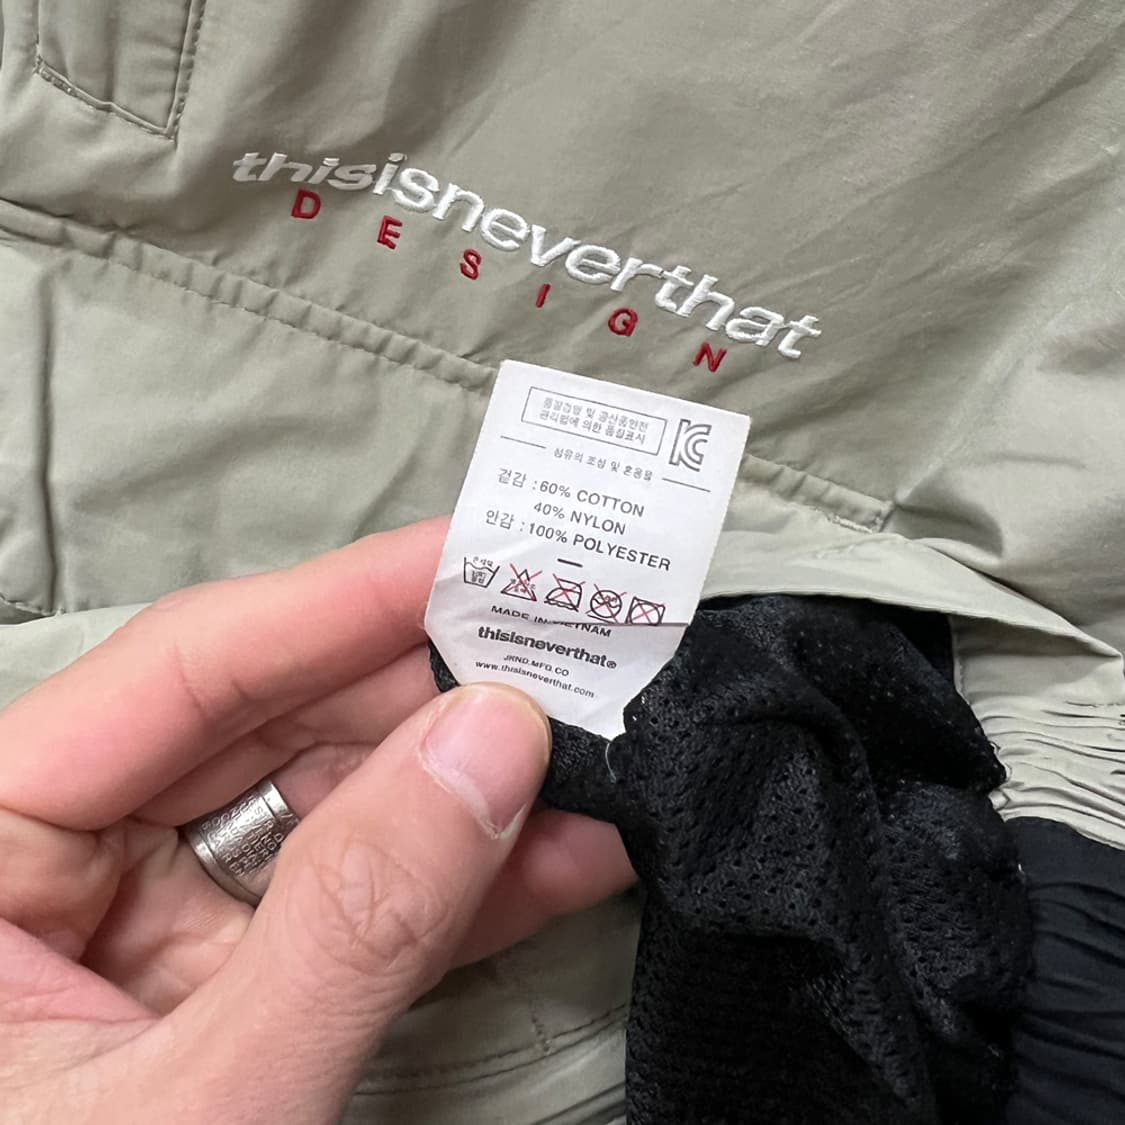 thisisneverthat
DESIGN
품질경영 및 공산품안전
관리법에 의한 품질표시
섬유의 조성 및 혼용율
겉감 : 60% COTTON
40% NYLON
안감 : 100% POLYESTER
MADE IN VIETNAM
thisisneverthat®
JKND.MFG.CO
www.thisisneverthat.com